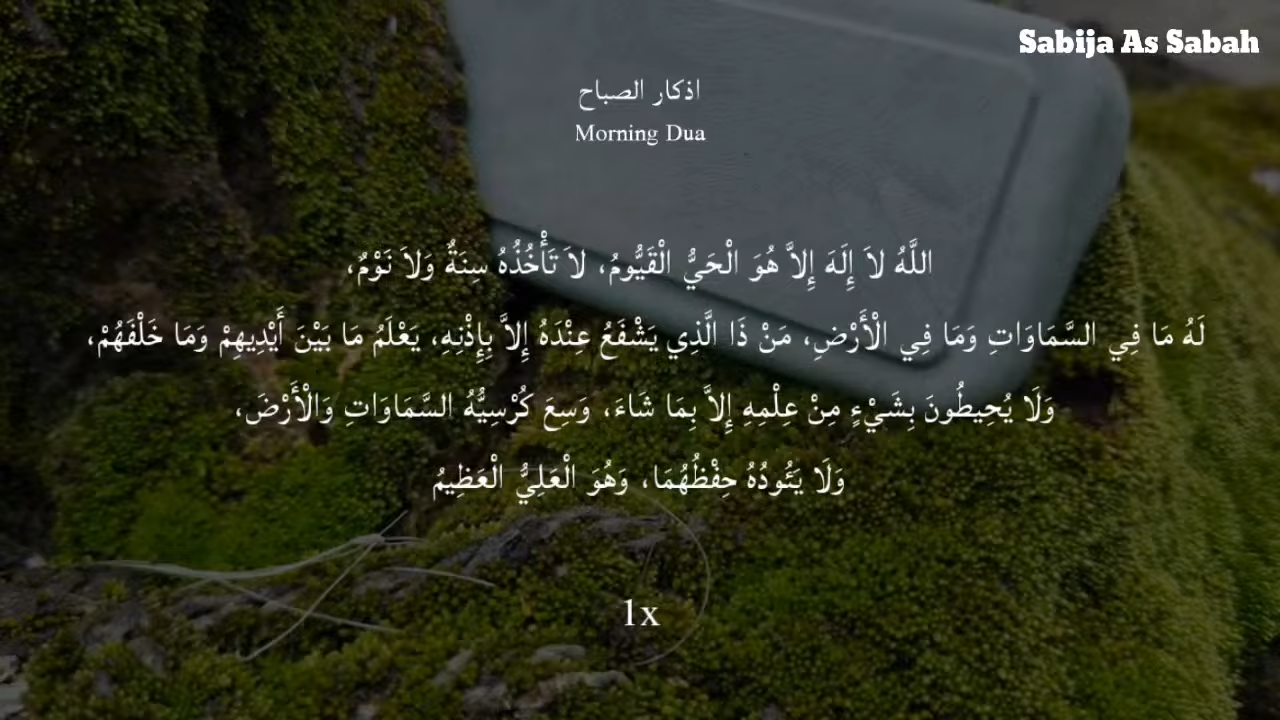 Sabija As Sabah
اذكار الصباح
Morning Dua
اللَّهُ لاَ إِلَهَ إِلاَّ هُوَ الْحَيُّ الْقَيُّومُ، لاَ تَأْخُذُهُ سِنَةٌ وَلاَ نَوْمٌ،
لَهُ مَا فِي السَّمَاوَاتِ وَمَا فِي الْأَرْضِ، مَنْ ذَا الَّذِي يَشْفَعُ عِنْدَهُ إِلاَّ بِإِذْنِهِ، يَعْلَمُ مَا بَيْنَ أَيْدِيهِمْ وَمَا خَلْفَهُمْ،
وَلَا يُحِيطُونَ بِشَيْءٍ مِنْ عِلْمِهِ إِلاَّ بِمَا شَاءَ، وَسِعَ كُرْسِيُّهُ السَّمَاوَاتِ وَالْأَرْضَ،
وَلَا يَئُودُهُ حِفْظُهُمَا، وَهُوَ الْعَلِيُّ الْعَظِيمُ
1x